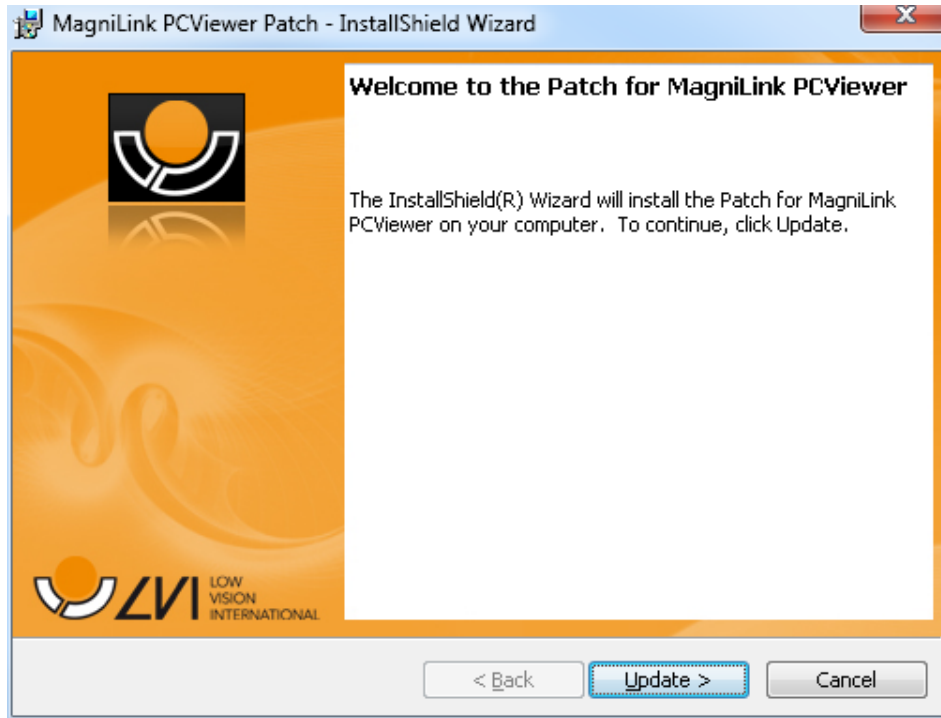 MagniLink PCViewer Patch - InstallShield Wizard
Welcome to the Patch for MagniLink PCViewer
The InstallShield(R) Wizard will install the Patch for MagniLink
PCViewer on your computer.  To continue, click Update.
LVI
LOW
VISION
INTERNATIONAL
< Back
Update >
Cancel